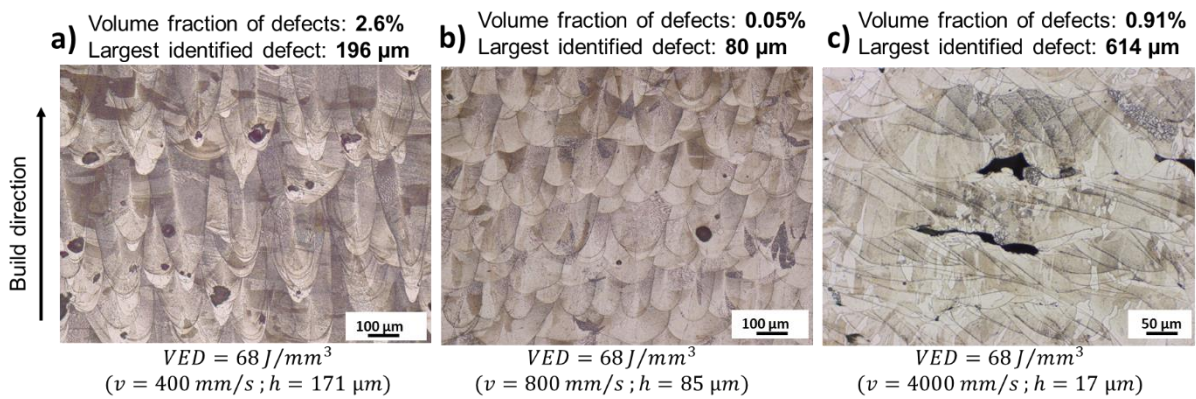 a)
Volume fraction of defects: 2.6%
Largest identified defect: 196 µm
b)
Volume fraction of defects: 0.05%
Largest identified defect: 80 µm
c)
Volume fraction of defects: 0.91%
Largest identified defect: 614 µm
Build direction
100 µm
100 µm
50 µm
VED = 68 J/mm³
(v = 400 mm/s ; h = 171 µm)
VED = 68 J/mm³
(v = 800 mm/s ; h = 85 µm)
VED = 68 J/mm³
(v = 4000 mm/s ; h = 17 µm)